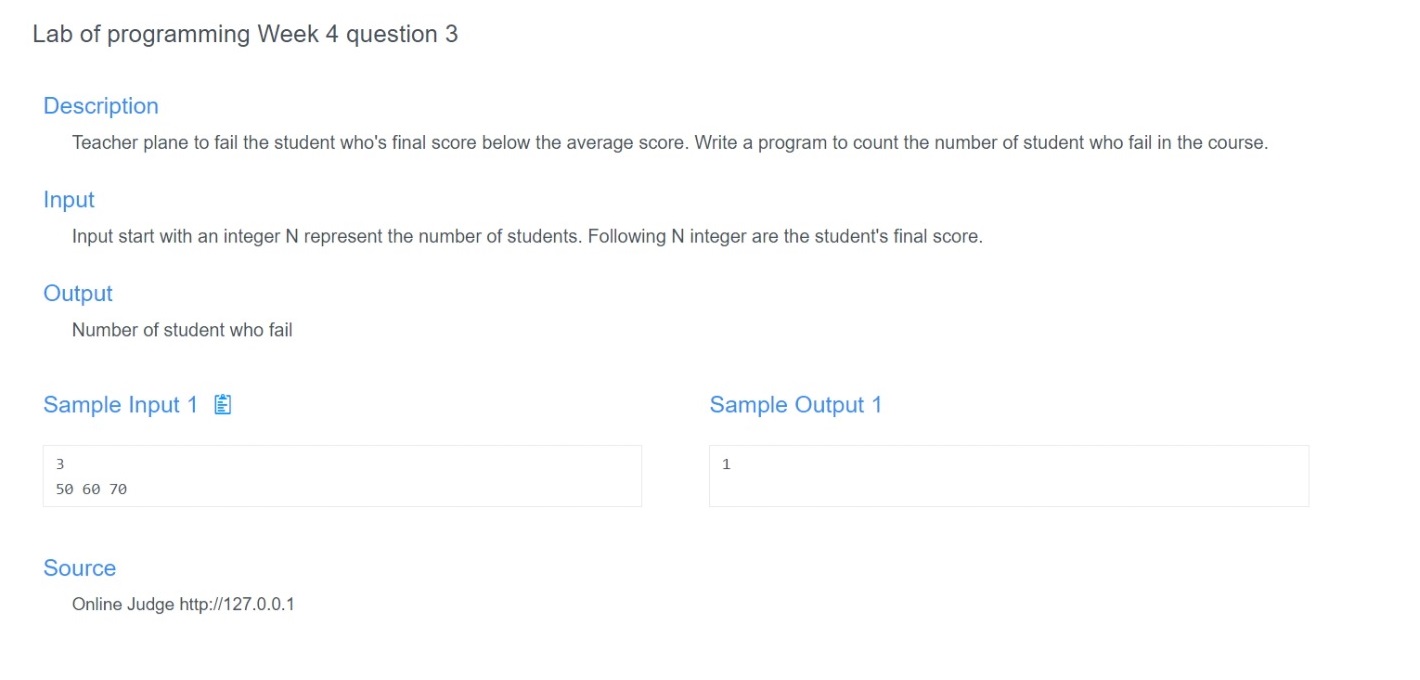 Lab of programming Week 4 question 3
Description
Teacher plane to fail the student who's final score below the average score. Write a program to count the number of student who fail in the course.
Input
Input start with an integer N represent the number of students. Following N integer are the student's final score.
Output
Number of student who fail
Sample Input 1
3
50 60 70
Sample Output 1
1
Source
Online Judge http://127.0.0.1